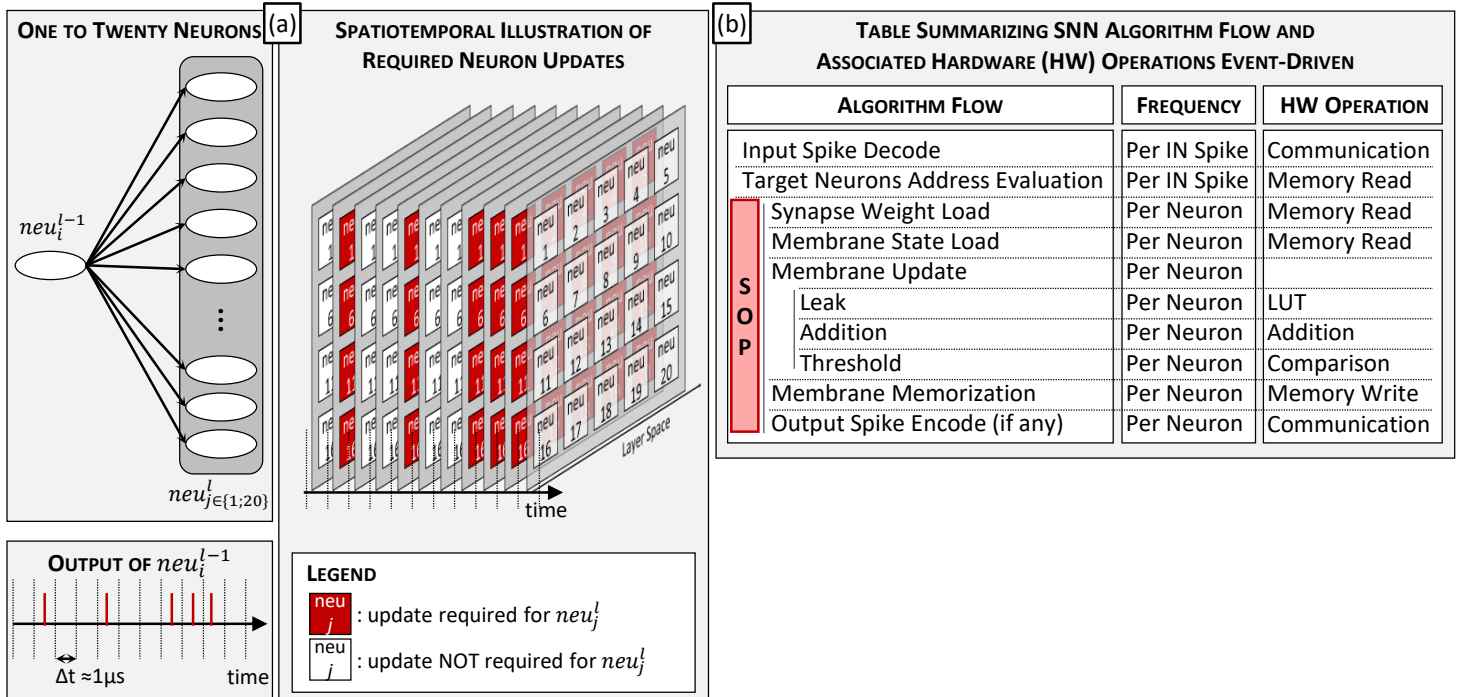 ONE TO TWENTY NEURONS
neu_i^{l−1}
⋮
neu^l_{j∈{1;20}}
OUTPUT OF neu_i^{l−1}
Δt ≈1µs
time
(a)
SPATIOTEMPORAL ILLUSTRATION OF
REQUIRED NEURON UPDATES
neu 1
neu 2
neu 3
neu 4
neu 5
neu 6
neu 7
neu 8
neu 9
neu 10
neu 11
neu 12
neu 13
neu 14
neu 15
neu 16
neu 17
neu 18
neu 19
neu 20
Layer Space
time
LEGEND
neu j : update required for neu_j^l
neu j : update NOT required for neu_j^l
(b)
TABLE SUMMARIZING SNN ALGORITHM FLOW AND
ASSOCIATED HARDWARE (HW) OPERATIONS EVENT-DRIVEN
ALGORITHM FLOW FREQUENCY HW OPERATION
Input Spike Decode Per IN Spike Communication
Target Neurons Address Evaluation Per IN Spike Memory Read
SOP
Synapse Weight Load Per Neuron Memory Read
Membrane State Load Per Neuron Memory Read
Membrane Update Per Neuron
Leak Per Neuron LUT
Addition Per Neuron Addition
Threshold Per Neuron Comparison
Membrane Memorization Per Neuron Memory Write
Output Spike Encode (if any) Per Neuron Communication